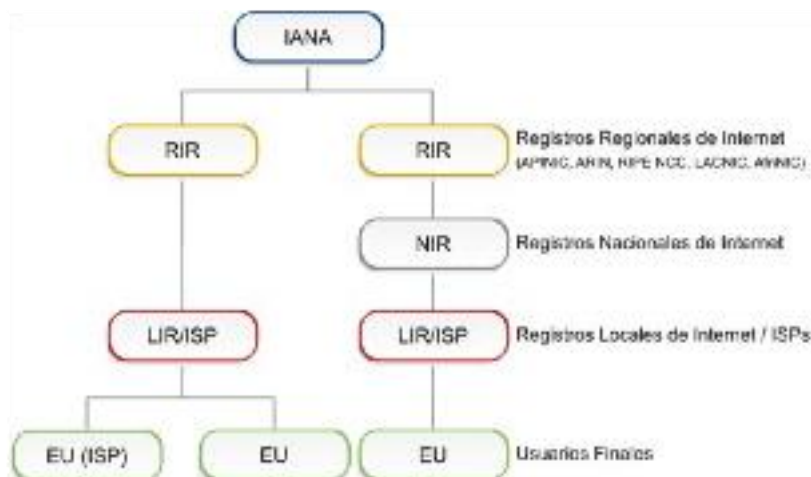 IANA
RIR
RIR
Registros Regionales de Internet
(APNIC, ARIN, RIPE NCC, LACNIC, AfriNIC)
NIR
Registros Nacionales de Internet
LIR/ISP
LIR/ISP
Registros Locales de Internet / ISPs
EU (ISP)
EU
EU
Usuarios Finales